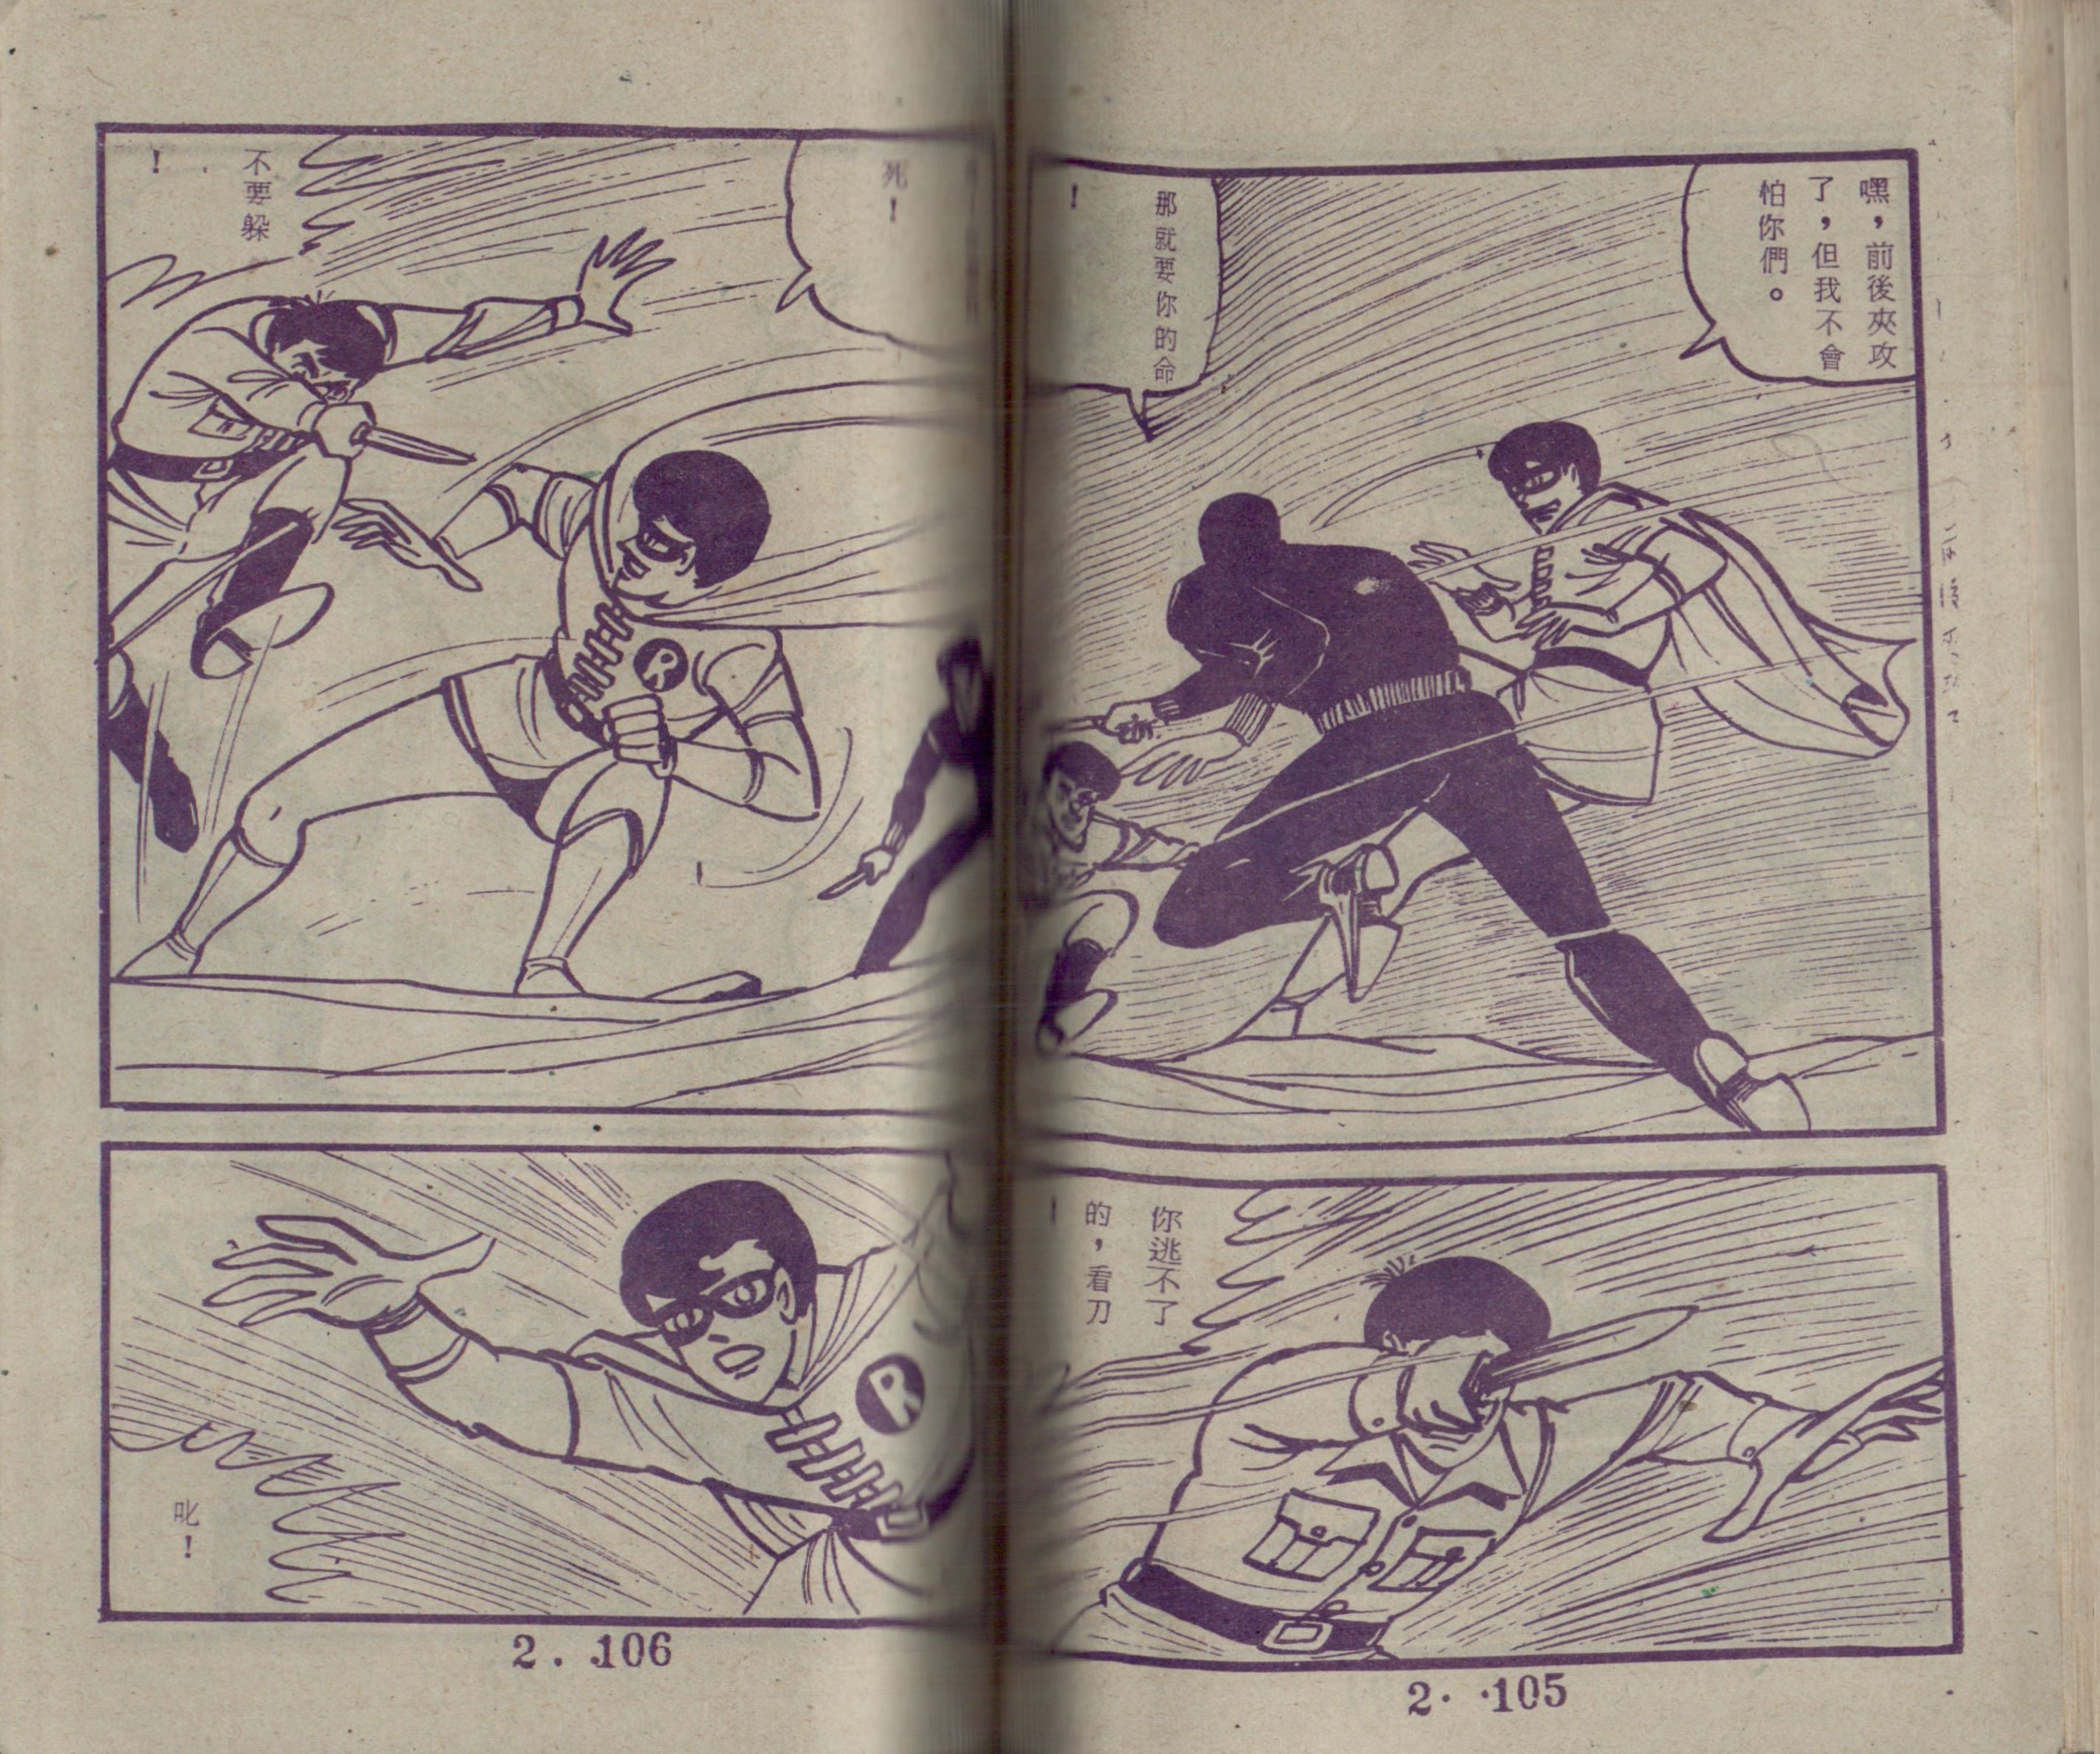 嘿，前後夾攻
了，但我不會
怕你們。
那就要你的命
！
你逃不了
的，看刀
！
2. .105
死！
不要躲
！
R
R
叱！
2. .106